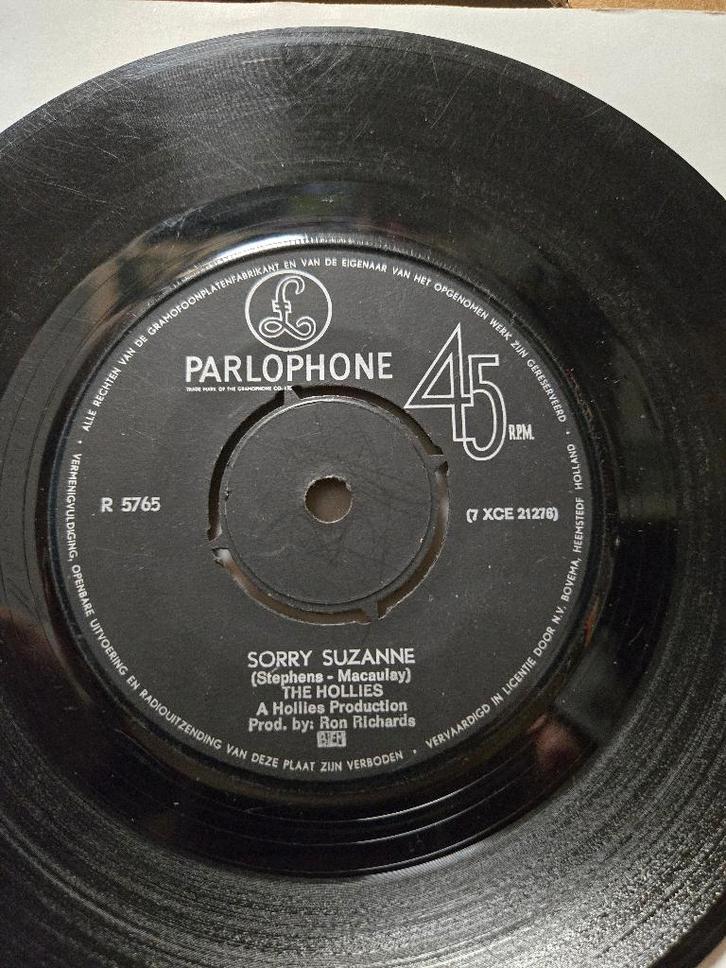 ALLE RECHTEN VAN DE GRAMOFOONPLATENFABRIKANT EN VAN DE EIGENAAR VAN HET OPGENOMEN WERK ZIJN GERESERVEERD
£
PARLOPHONE
TRADE MARK OF THE GRAMOPHONE CO. LTD.
45
R.P.M.
R 5765
(7 XCE 21276)
SORRY SUZANNE
(Stephens - Macaulay)
THE HOLLIES
A Hollies Production
Prod. by: Ron Richards
BIEM
VERMENIGVULDIGING, OPENBARE UITVOERING EN RADIOUITZENDING VAN DEZE PLAAT ZIJN VERBODEN
VERVAARDIGD IN LICENTIE DOOR N.V. BOVEMA, HEEMSTEDE HOLLAND